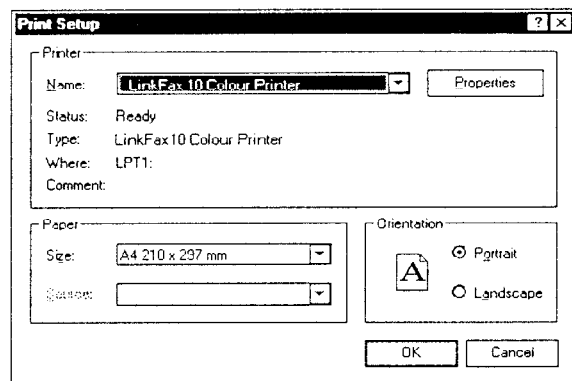 Print Setup ? ×
Printer
Name: LinkFax 10 Colour Printer Properties
Status: Ready
Type: LinkFax10 Colour Printer
Where: LPT1:
Comment:
Paper
Size: A4 210 x 297 mm
Source:
Orientation
A
Portrait
Landscape
OK Cancel